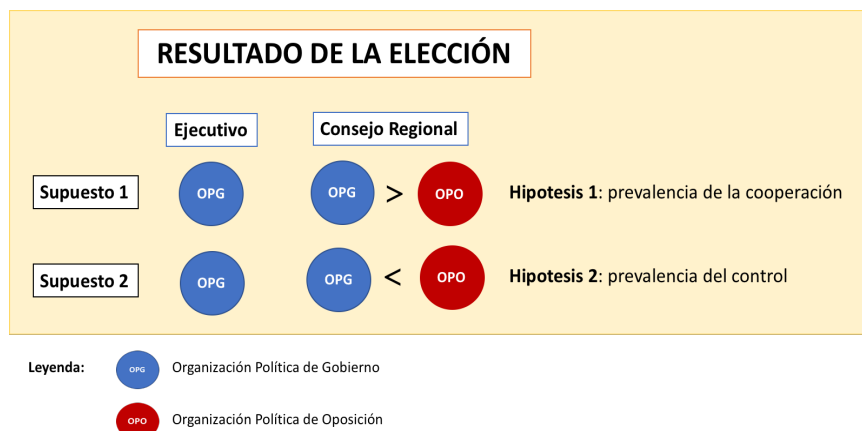 RESULTADO DE LA ELECCIÓN
Ejecutivo
Consejo Regional
Supuesto 1
OPG
OPG
>
OPO
Hipotesis 1: prevalencia de la cooperación
Supuesto 2
OPG
OPG
<
OPO
Hipotesis 2: prevalencia del control
Leyenda:
OPG
Organización Política de Gobierno
OPO
Organización Política de Oposición